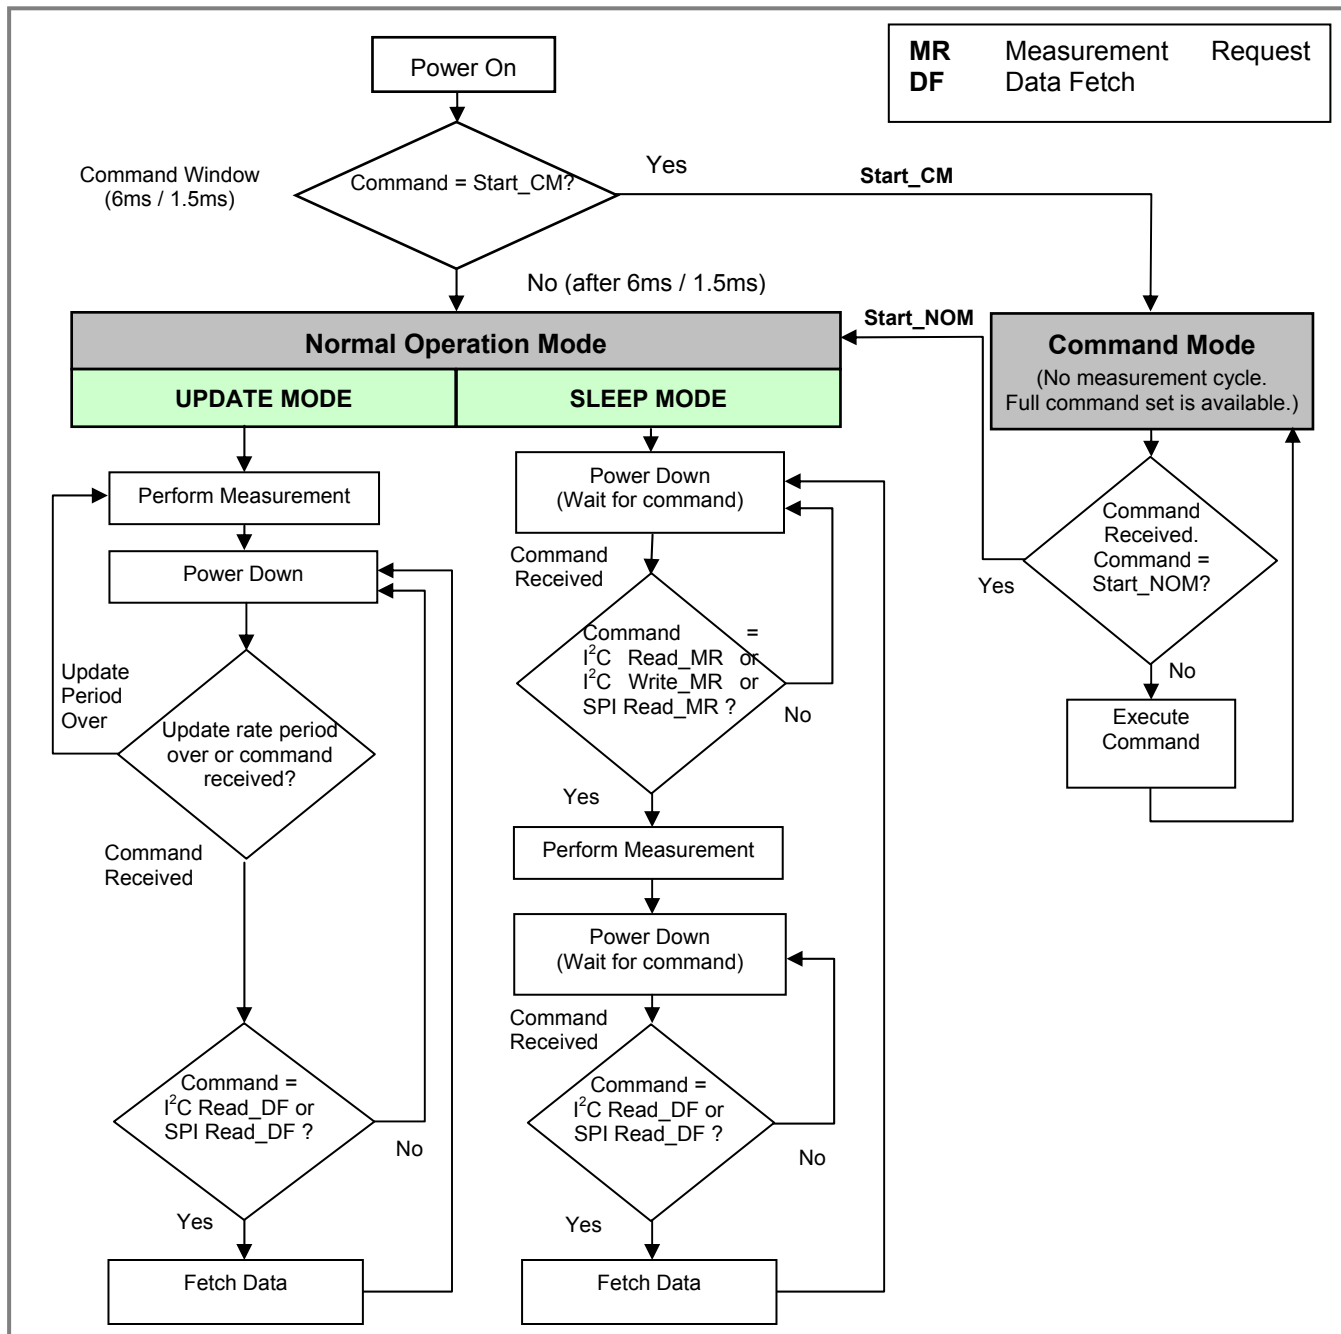 Power On
MR Measurement Request
DF Data Fetch
Command Window
(6ms / 1.5ms)
Command = Start_CM?
Yes
Start_CM
No (after 6ms / 1.5ms)
Normal Operation Mode
UPDATE MODE
SLEEP MODE
Start_NOM
Command Mode
(No measurement cycle.
Full command set is available.)
Perform Measurement
Power Down
Update
Period
Over
Update rate period
over or command
received?
Command
Received
Command =
I²C Read_DF or
SPI Read_DF ?
No
Yes
Fetch Data
Power Down
(Wait for command)
Command
Received
Command =
I²C Read_MR or
I²C Write_MR or
SPI Read_MR ?
No
Yes
Perform Measurement
Power Down
(Wait for command)
Command
Received
Command =
I²C Read_DF or
SPI Read_DF ?
No
Yes
Fetch Data
Command
Received.
Command =
Start_NOM?
Yes
No
Execute
Command